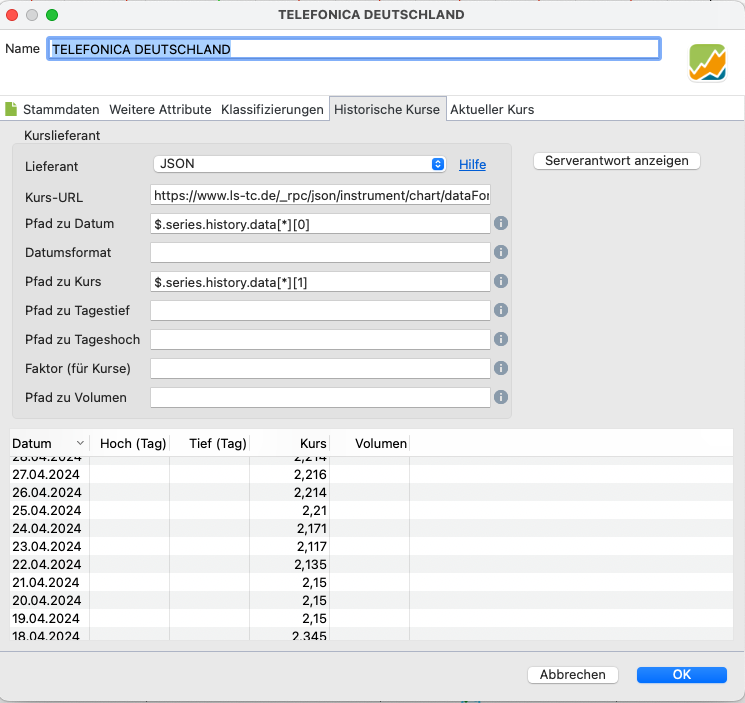 TELEFONICA DEUTSCHLAND
Name TELEFONICA DEUTSCHLAND
Stammdaten Weitere Attribute Klassifizierungen Historische Kurse Aktueller Kurs
Kurslieferant
Lieferant JSON Hilfe Serverantwort anzeigen
Kurs-URL https://www.ls-tc.de/_rpc/json/instrument/chart/dataFor
Pfad zu Datum $.series.history.data[*][0]
Datumsformat
Pfad zu Kurs $.series.history.data[*][1]
Pfad zu Tagestief
Pfad zu Tageshoch
Faktor (für Kurse)
Pfad zu Volumen
Datum Hoch (Tag) Tief (Tag) Kurs Volumen
28.04.2024 2,214
27.04.2024 2,216
26.04.2024 2,214
25.04.2024 2,21
24.04.2024 2,171
23.04.2024 2,117
22.04.2024 2,135
21.04.2024 2,15
20.04.2024 2,15
19.04.2024 2,15
18.04.2024 2,345
Abbrechen OK